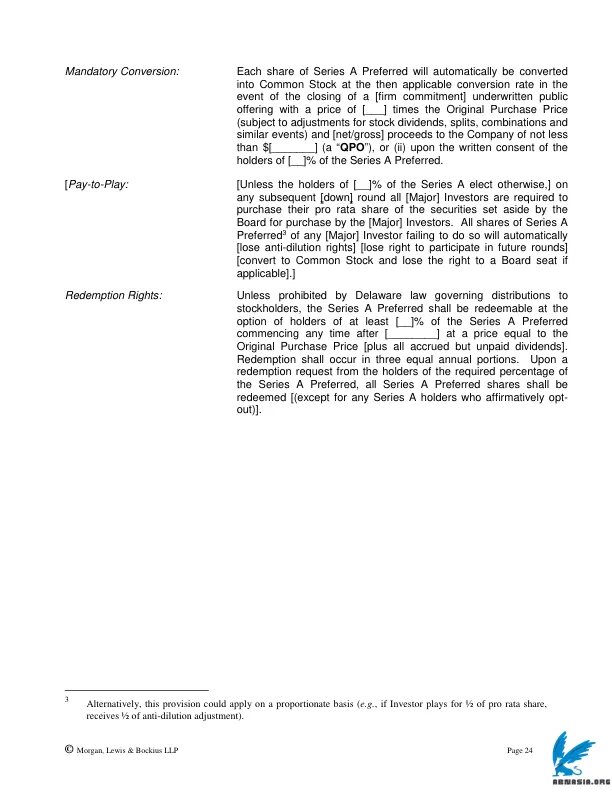 Mandatory Conversion:
Each share of Series A Preferred will automatically be converted
into Common Stock at the then applicable conversion rate in the
event of the closing of a [firm commitment] underwritten public
offering with a price of [___] times the Original Purchase Price
(subject to adjustments for stock dividends, splits, combinations and
similar events) and [net/gross] proceeds to the Company of not less
than $[_______] (a “QPO”), or (ii) upon the written consent of the
holders of [__]% of the Series A Preferred.
[Pay-to-Play:
[Unless the holders of [__]% of the Series A elect otherwise,] on
any subsequent [down] round all [Major] Investors are required to
purchase their pro rata share of the securities set aside by the
Board for purchase by the [Major] Investors. All shares of Series A
Preferred3 of any [Major] Investor failing to do so will automatically
[lose anti-dilution rights] [lose right to participate in future rounds]
[convert to Common Stock and lose the right to a Board seat if
applicable].]
Redemption Rights:
Unless prohibited by Delaware law governing distributions to
stockholders, the Series A Preferred shall be redeemable at the
option of holders of at least [__]% of the Series A Preferred
commencing any time after [________] at a price equal to the
Original Purchase Price [plus all accrued but unpaid dividends].
Redemption shall occur in three equal annual portions. Upon a
redemption request from the holders of the required percentage of
the Series A Preferred, all Series A Preferred shares shall be
redeemed [(except for any Series A holders who affirmatively opt-
out)].
3 Alternatively, this provision could apply on a proportionate basis (e.g., if Investor plays for ½ of pro rata share,
receives ½ of anti-dilution adjustment).
© Morgan, Lewis & Bockius LLP
Page 24
ABNASIA.ORG